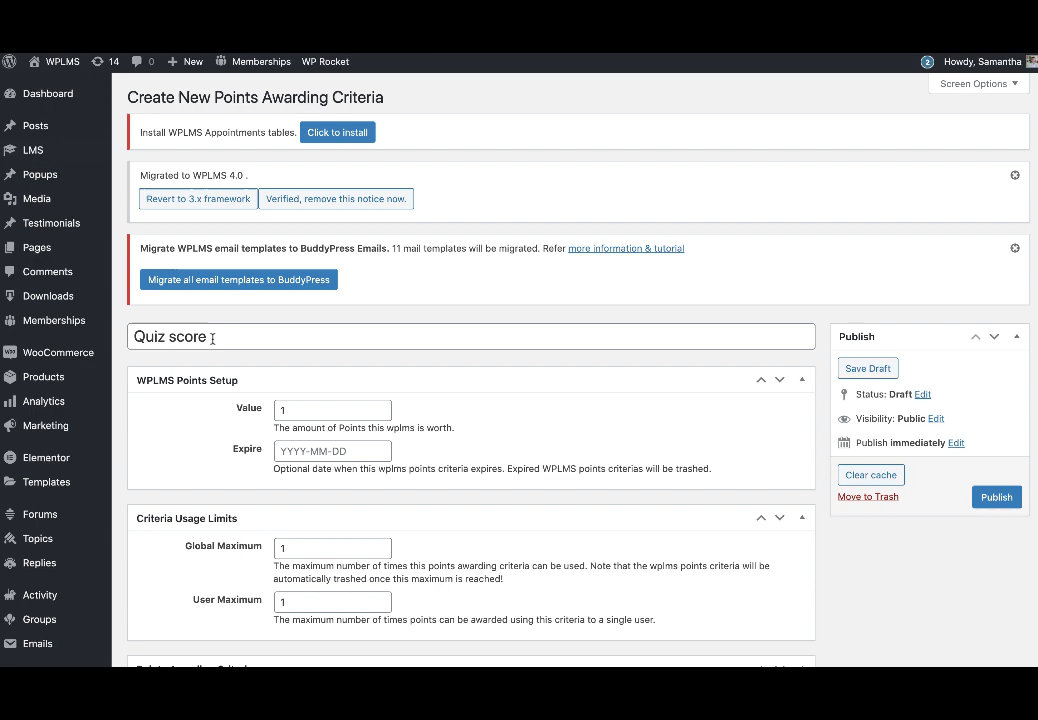 WPLMS 14 0 New Memberships WP Rocket 2 Howdy, Samantha
Screen Options
Dashboard
Posts
LMS
Popups
Media
Testimonials
Pages
Comments
Downloads
Memberships
WooCommerce
Products
Analytics
Marketing
Elementor
Templates
Forums
Topics
Replies
Activity
Groups
Emails
Create New Points Awarding Criteria
Install WPLMS Appointments tables. Click to install
Migrated to WPLMS 4.0 .
Revert to 3.x framework Verified, remove this notice now.
Migrate WPLMS email templates to BuddyPress Emails. 11 mail templates will be migrated. Refer more information & tutorial
Migrate all email templates to BuddyPress
Quiz score
WPLMS Points Setup
Value 1
The amount of Points this wplms is worth.
Expire YYYY-MM-DD
Optional date when this wplms points criteria expires. Expired WPLMS points criterias will be trashed.
Criteria Usage Limits
Global Maximum 1
The maximum number of times this points awarding criteria can be used. Note that the wplms points criteria will be
automatically trashed once this maximum is reached!
User Maximum 1
The maximum number of times points can be awarded using this criteria to a single user.
Publish
Save Draft
Status: Draft Edit
Visibility: Public Edit
Publish immediately Edit
Clear cache
Move to Trash Publish